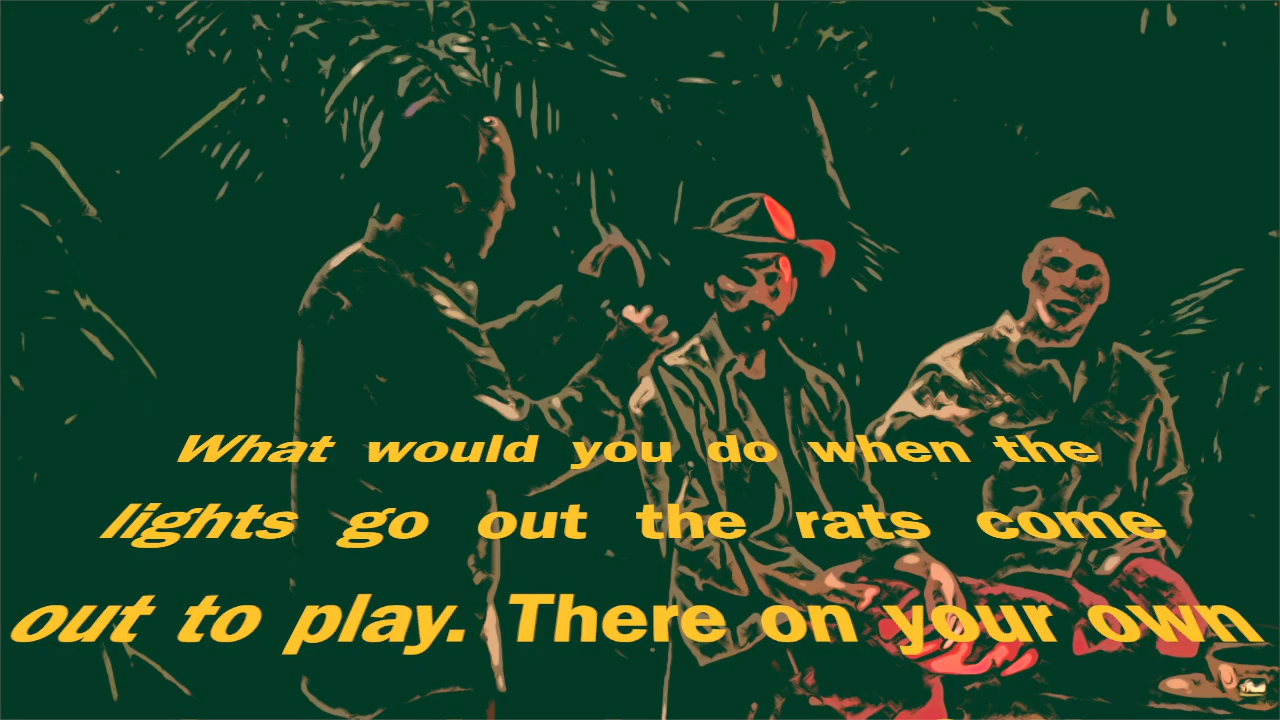 What would you do when the
lights go out the rats come
out to play. There on your own